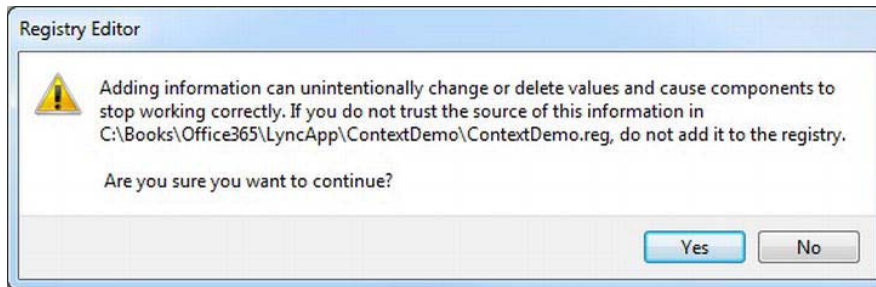 Registry Editor
Adding information can unintentionally change or delete values and cause components to
stop working correctly. If you do not trust the source of this information in
C:\Books\Office365\LyncApp\ContextDemo\ContextDemo.reg, do not add it to the registry.
Are you sure you want to continue?
Yes No